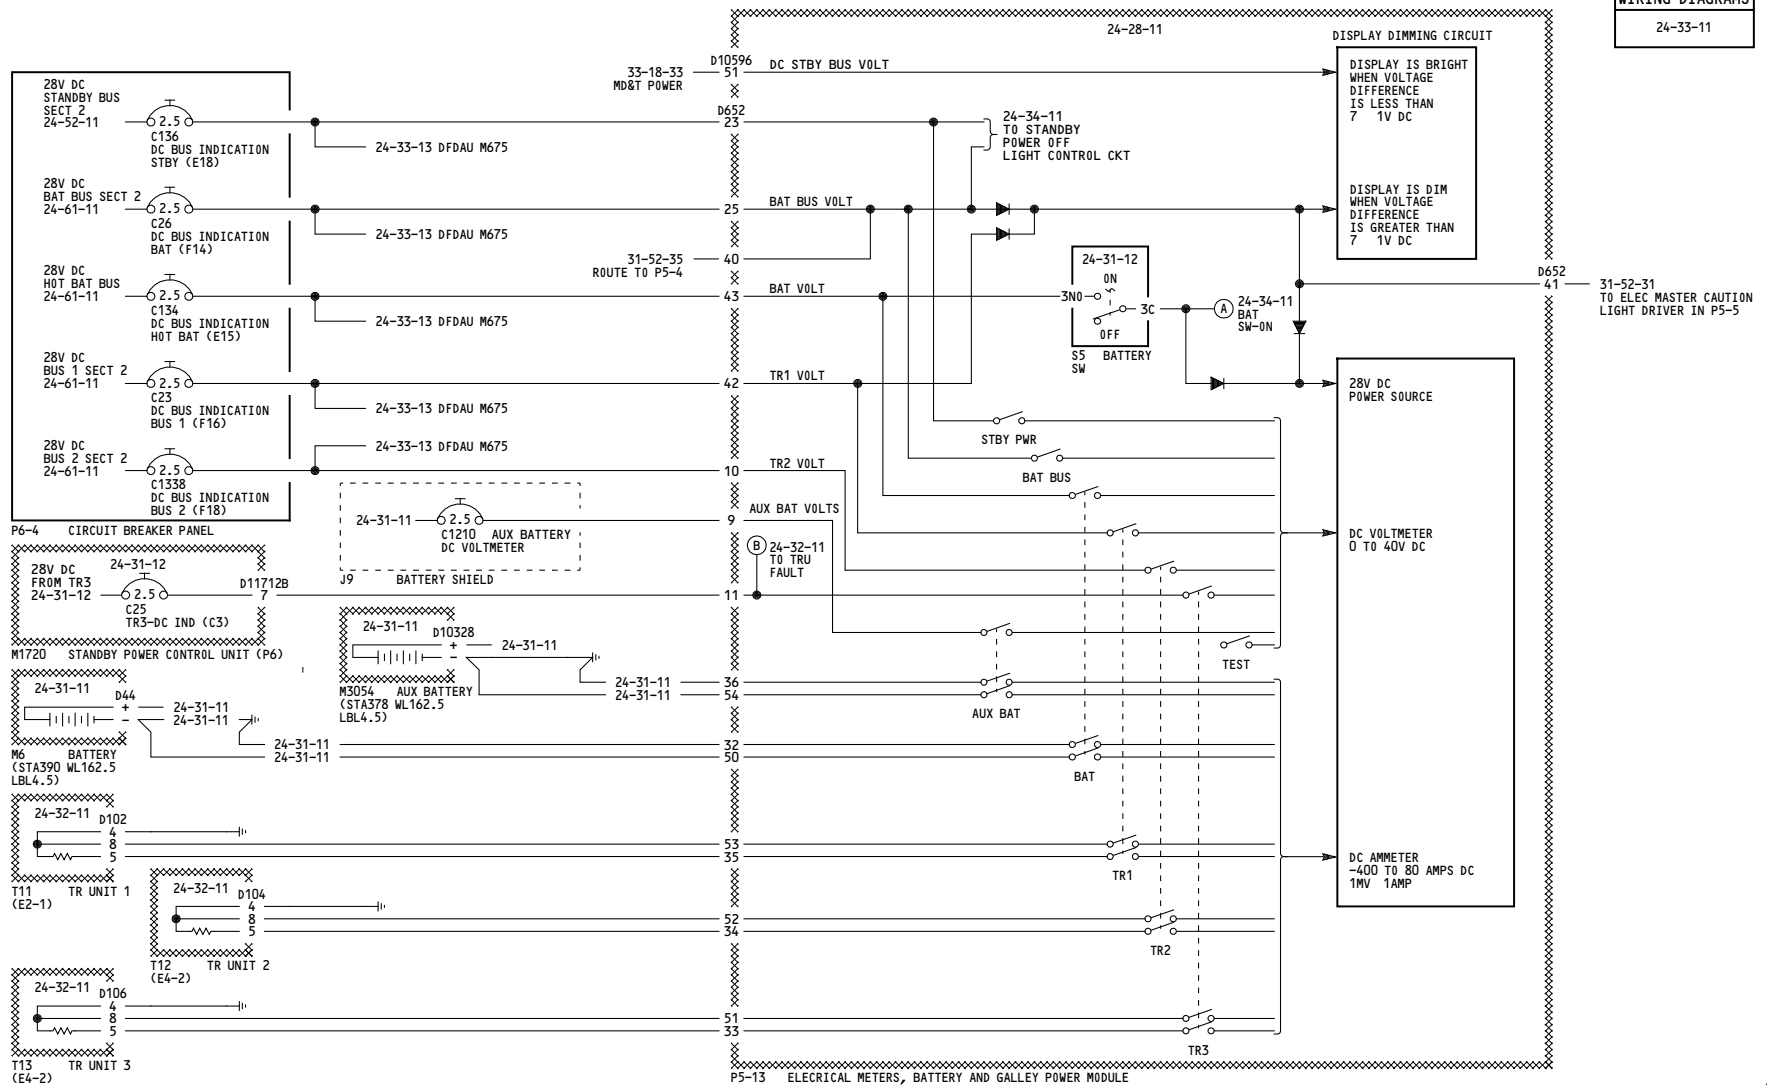 WIRING DIAGRAMS
24-33-11
24-28-11
DISPLAY DIMMING CIRCUIT
DISPLAY IS BRIGHT
WHEN VOLTAGE
DIFFERENCE
IS LESS THAN
7 1V DC
DISPLAY IS DIM
WHEN VOLTAGE
DIFFERENCE
IS GREATER THAN
7 1V DC
33-18-33
MD&T POWER
D10596
51 DC STBY BUS VOLT
28V DC
STANDBY BUS
SECT 2
24-52-11
2.5
C136
DC BUS INDICATION
STBY (E18)
24-33-13 DFDAU M675
D652
23
24-34-11
TO STANDBY
POWER OFF
LIGHT CONTROL CKT
28V DC
BAT BUS SECT 2
24-61-11
2.5
C26
DC BUS INDICATION
BAT (F14)
24-33-13 DFDAU M675
25 BAT BUS VOLT
31-52-35
ROUTE TO P5-4
40
28V DC
HOT BAT BUS
24-61-11
2.5
C134
DC BUS INDICATION
HOT BAT (E15)
24-33-13 DFDAU M675
43 BAT VOLT
24-31-12
ON
3NO
3C
OFF
S5 BATTERY
SW
A
24-34-11
BAT
SW-ON
D652
41
31-52-31
TO ELEC MASTER CAUTION
LIGHT DRIVER IN P5-5
28V DC
BUS 1 SECT 2
24-61-11
2.5
C23
DC BUS INDICATION
BUS 1 (F16)
24-33-13 DFDAU M675
42 TR1 VOLT
28V DC
POWER SOURCE
28V DC
BUS 2 SECT 2
24-61-11
2.5
C1338
DC BUS INDICATION
BUS 2 (F18)
24-33-13 DFDAU M675
10 TR2 VOLT
STBY PWR
BAT BUS
P6-4 CIRCUIT BREAKER PANEL
24-31-11
2.5
C1210 AUX BATTERY
DC VOLTMETER
J9 BATTERY SHIELD
9 AUX BAT VOLTS
DC VOLTMETER
0 TO 40V DC
28V DC
FROM TR3
24-31-12
24-31-12
2.5
C25
TR3-DC IND (C3)
D11712B
7
M1720 STANDBY POWER CONTROL UNIT (P6)
B
24-32-11
TO TRU
FAULT
11
TEST
24-31-11
D10328
+
-
24-31-11
M3054 AUX BATTERY
(STA378 WL162.5
LBL4.5)
24-31-11
24-31-11
36
54
AUX BAT
24-31-11
D44
+
-
24-31-11
24-31-11
M6 BATTERY
(STA390 WL162.5
LBL4.5)
24-31-11
24-31-11
32
50
BAT
24-32-11
D102
4
8
5
T11 TR UNIT 1
(E2-1)
53
35
TR1
DC AMMETER
-400 TO 80 AMPS DC
1MV 1AMP
24-32-11
D104
4
8
5
T12 TR UNIT 2
(E4-2)
52
34
TR2
24-32-11
D106
4
8
5
T13 TR UNIT 3
(E4-2)
51
33
TR3
P5-13 ELECRICAL METERS, BATTERY AND GALLEY POWER MODULE